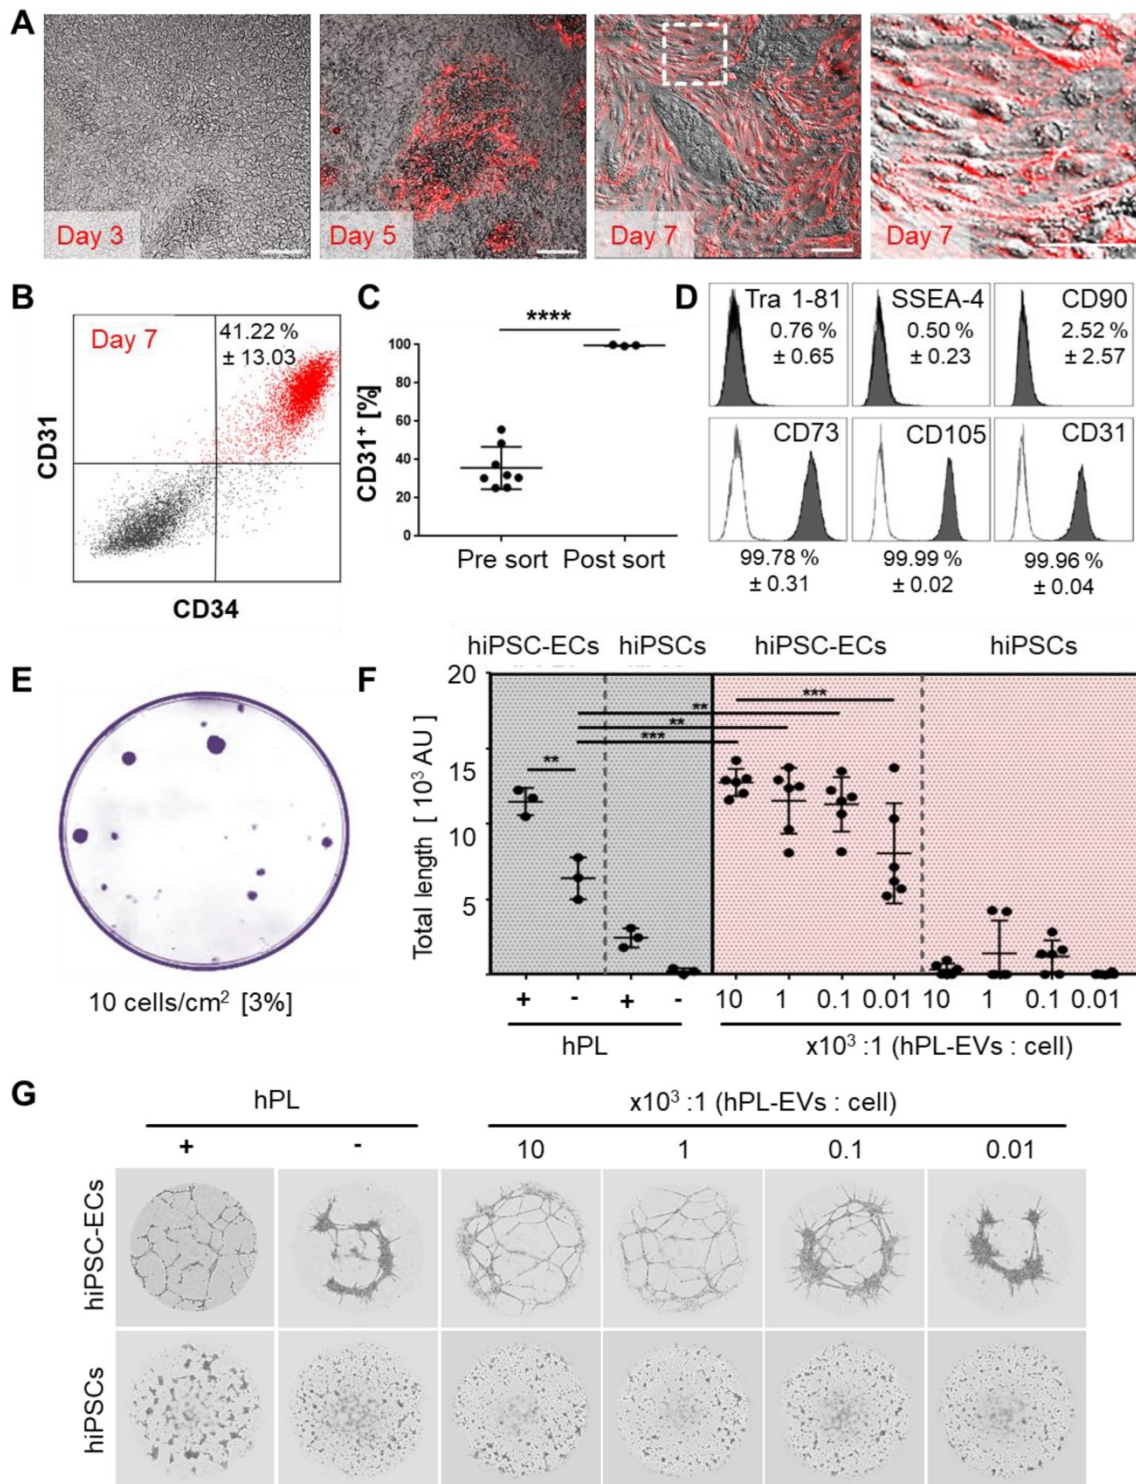 A
Day 3
Day 5
Day 7
Day 7
B
Day 7
41.22 %
± 13.03
CD31
CD34
C
****
CD31⁺ [%]
100
80
60
40
20
0
Pre sort
Post sort
D
Tra 1-81
0.76 %
± 0.65
SSEA-4
0.50 %
± 0.23
CD90
2.52 %
± 2.57
CD73
99.78 %
± 0.31
CD105
99.99 %
± 0.02
CD31
99.96 %
± 0.04
E
10 cells/cm² [3%]
F
hiPSC-ECs
hiPSCs
hiPSC-ECs
hiPSCs
Total length [ 10³ AU]
20
15
10
5
**
***
**
**
***
+ - + - 10 1 0.1 0.01 10 1 0.1 0.01
hPL
x10³ :1 (hPL-EVs : cell)
G
hPL
x10³ :1 (hPL-EVs : cell)
+ - 10 1 0.1 0.01
hiPSC-ECs
hiPSCs